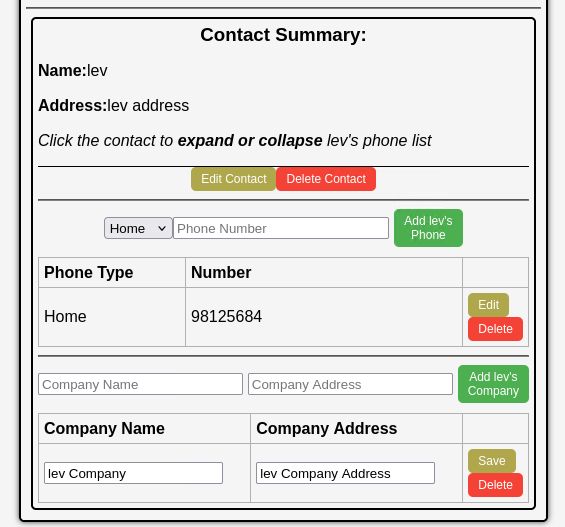 Contact Summary:
Name:lev
Address:lev address
Click the contact to expand or collapse lev's phone list
Edit Contact Delete Contact
Home Phone Number Add lev's
Phone
Phone Type Number
Home 98125684 Edit
Delete
Company Name Company Address Add lev's
Company
Company Name Company Address
lev Company lev Company Address Save
Delete